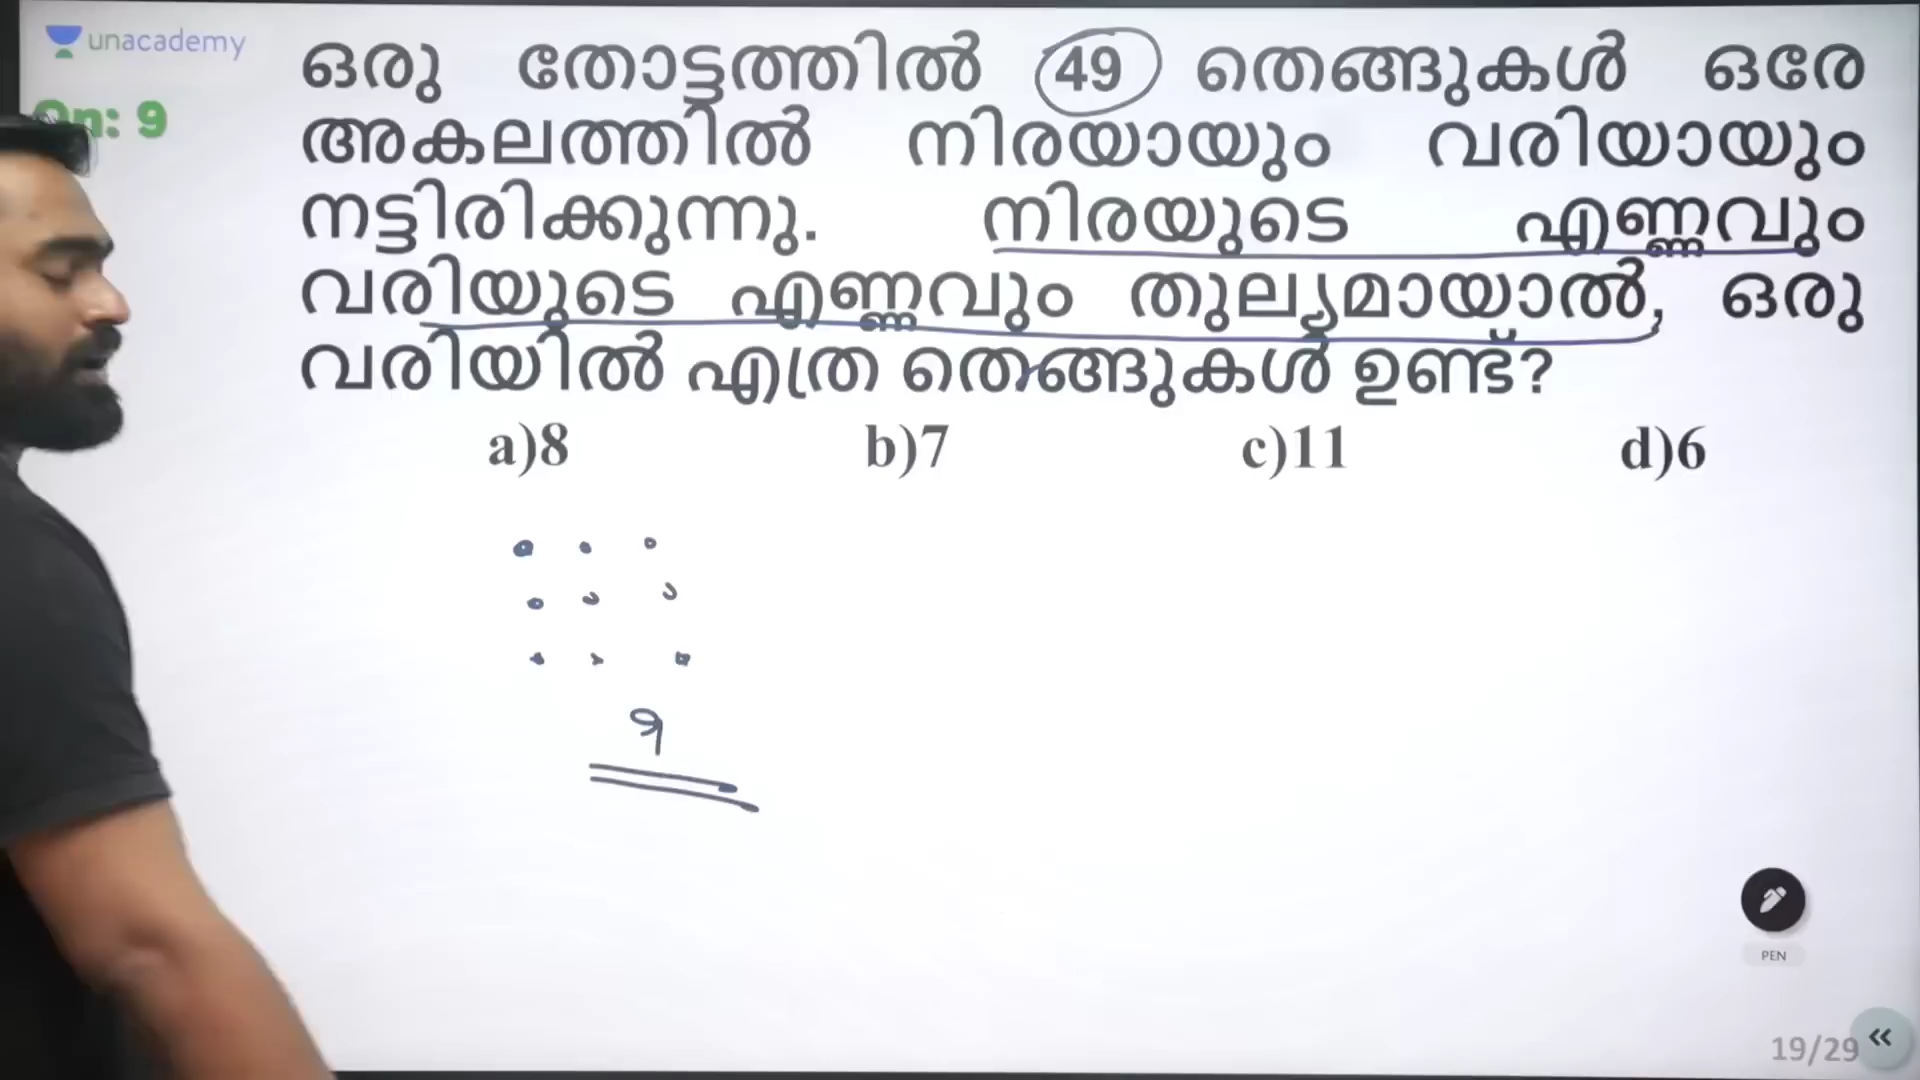 unacademy
Qn: 9
ഒരു തോട്ടത്തിൽ 49 തെങ്ങുകൾ ഒരേ
അകലത്തിൽ നിരയായും വരിയായും
നട്ടിരിക്കുന്നു. നിരയുടെ എണ്ണവും
വരിയുടെ എണ്ണവും തുല്യമായാൽ, ഒരു
വരിയിൽ എത്ര തെങ്ങുകൾ ഉണ്ട്?
a)8 b)7 c)11 d)6
9
PEN
19/29